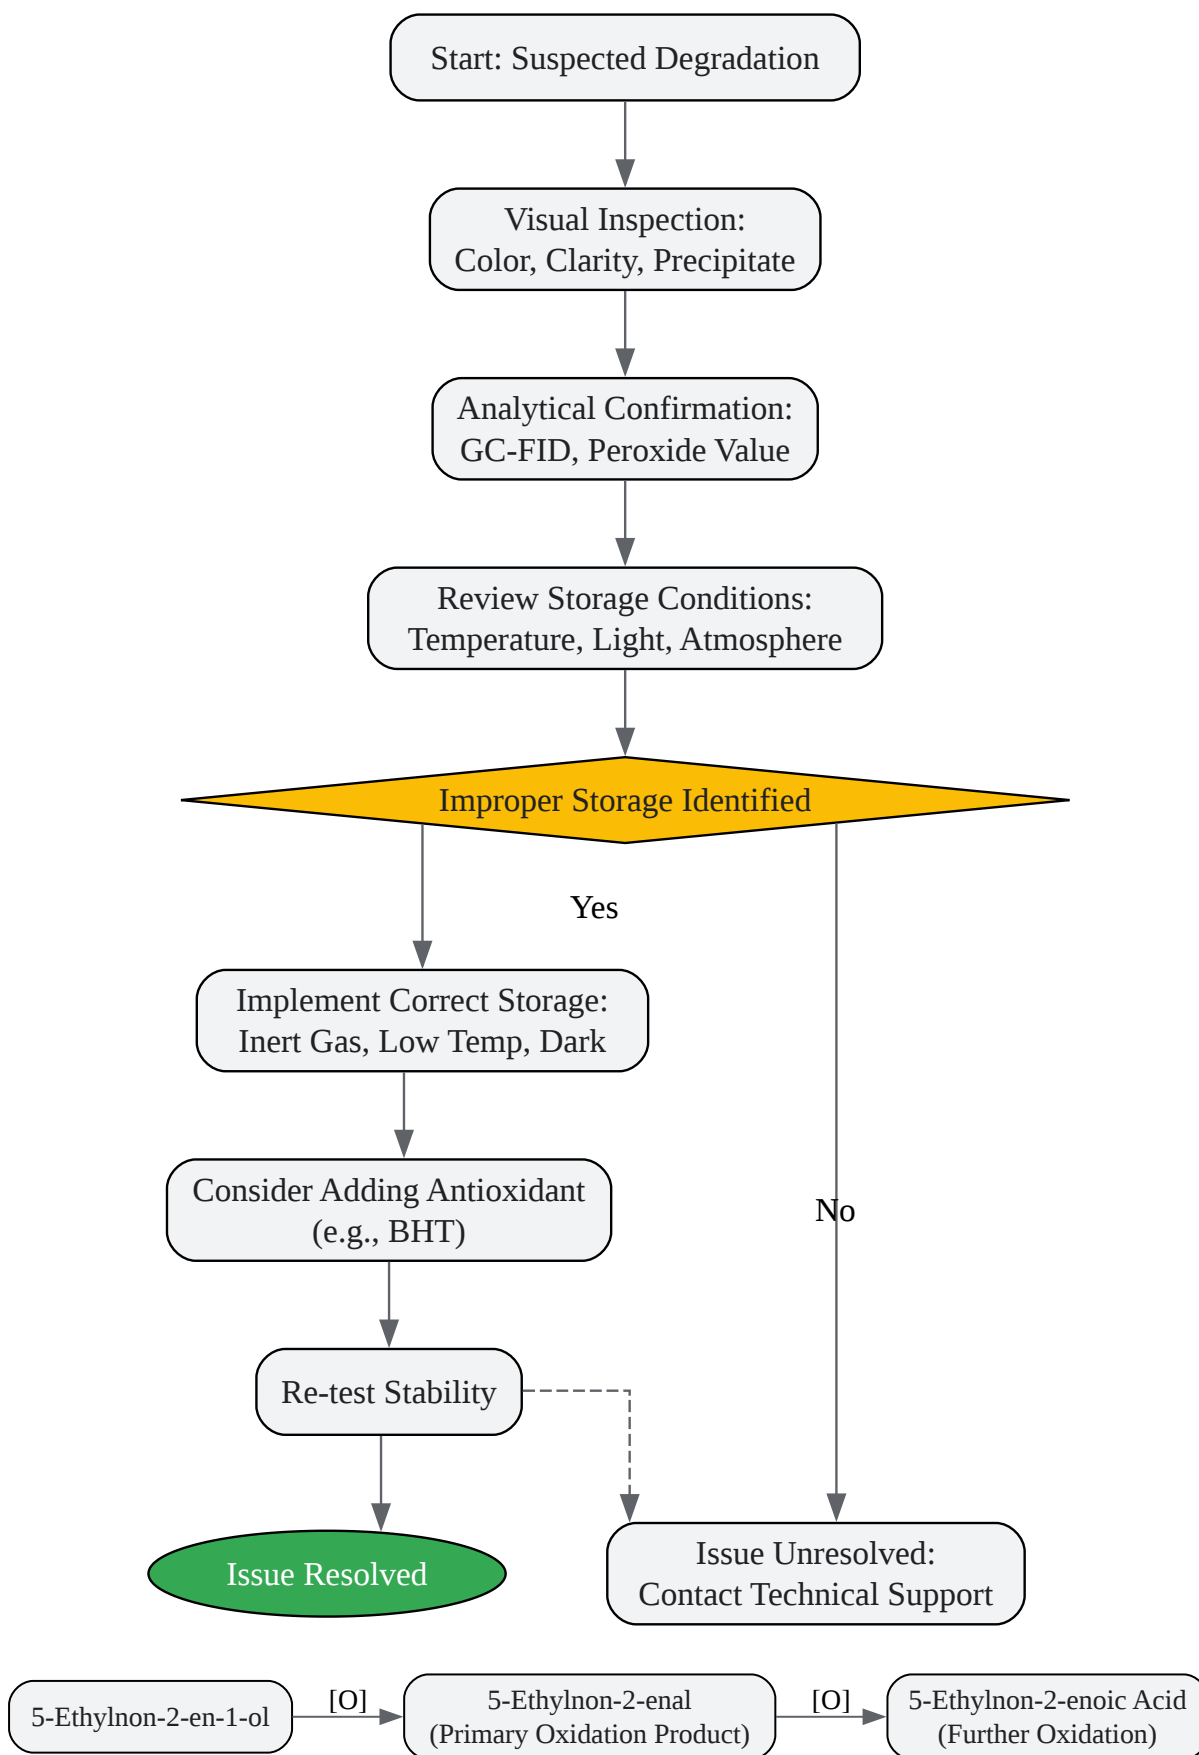 Start: Suspected Degradation
Visual Inspection:
Color, Clarity, Precipitate
Analytical Confirmation:
GC-FID, Peroxide Value
Review Storage Conditions:
Temperature, Light, Atmosphere
Improper Storage Identified
Yes
Implement Correct Storage:
Inert Gas, Low Temp, Dark
Consider Adding Antioxidant
(e.g., BHT)
No
Re-test Stability
Issue Resolved
Issue Unresolved:
Contact Technical Support
5-Ethylnon-2-en-1-ol
[O]
5-Ethylnon-2-enal
(Primary Oxidation Product)
[O]
5-Ethylnon-2-enoic Acid
(Further Oxidation)